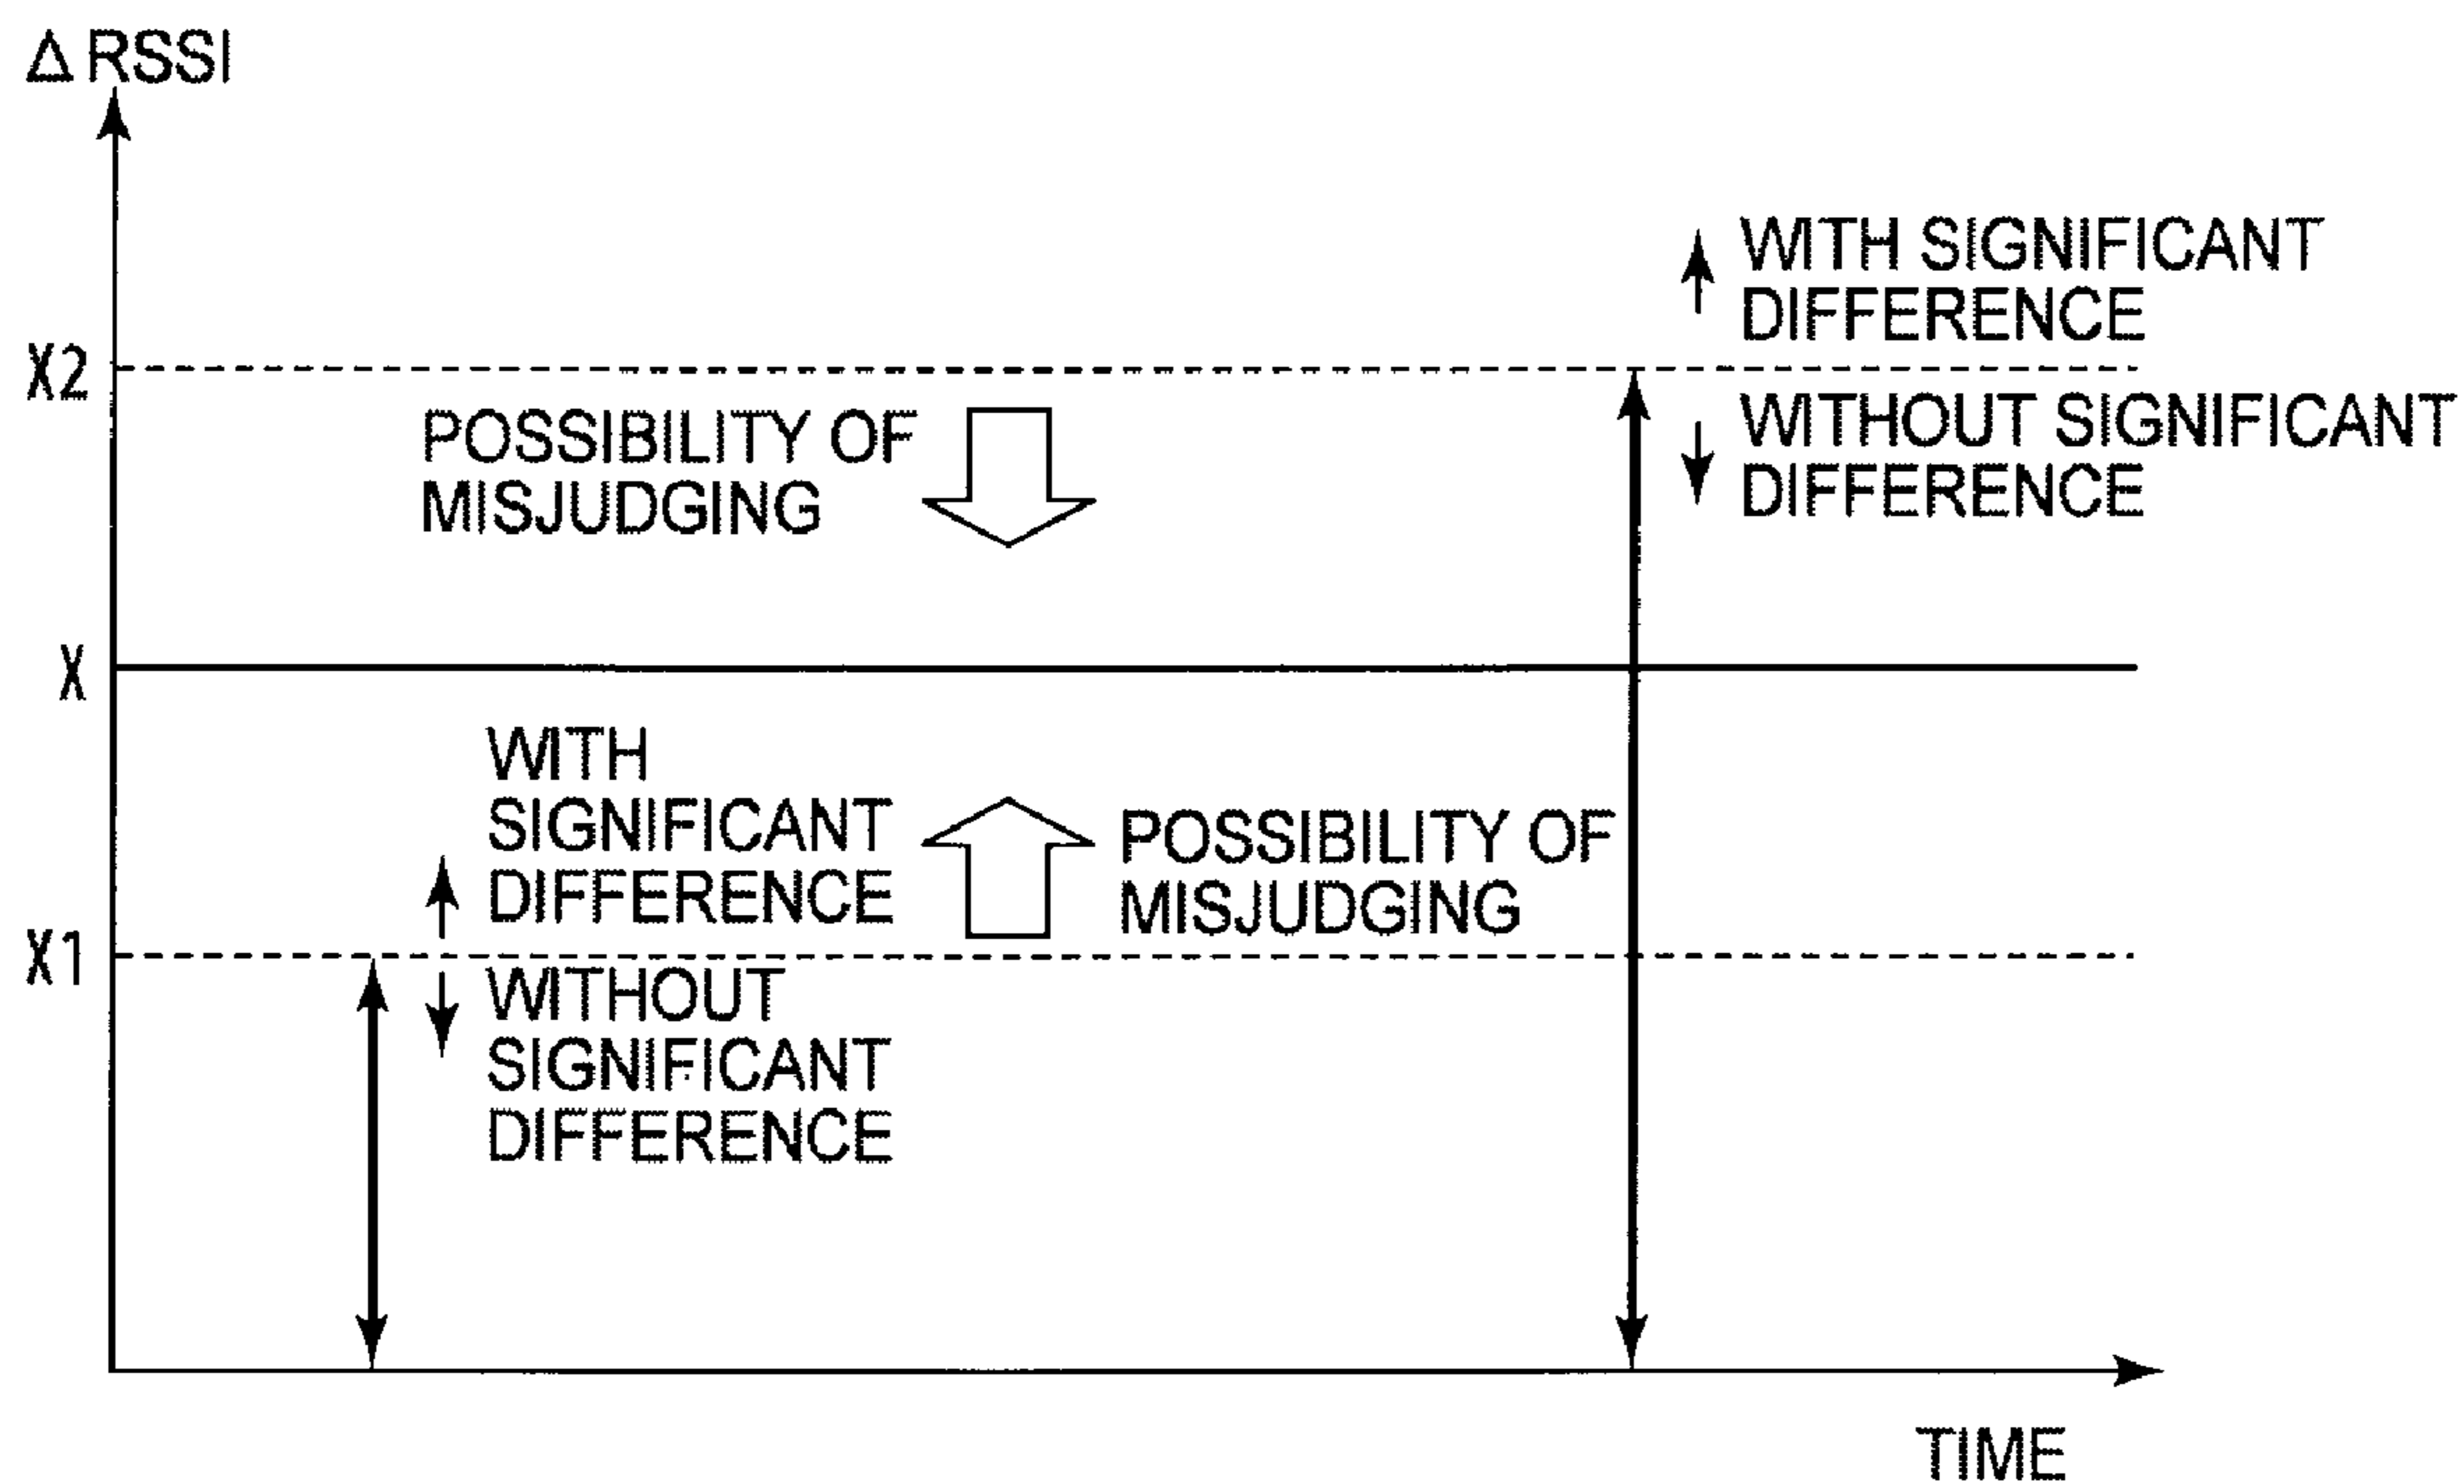 Δ RSSI
WITH SIGNIFICANT
DIFFERENCE
X2
WITHOUT SIGNIFICANT
DIFFERENCE
POSSIBILITY OF
MISJUDGING
X
WITH
SIGNIFICANT
DIFFERENCE
POSSIBILITY OF
MISJUDGING
X1
WITHOUT
SIGNIFICANT
DIFFERENCE
TIME